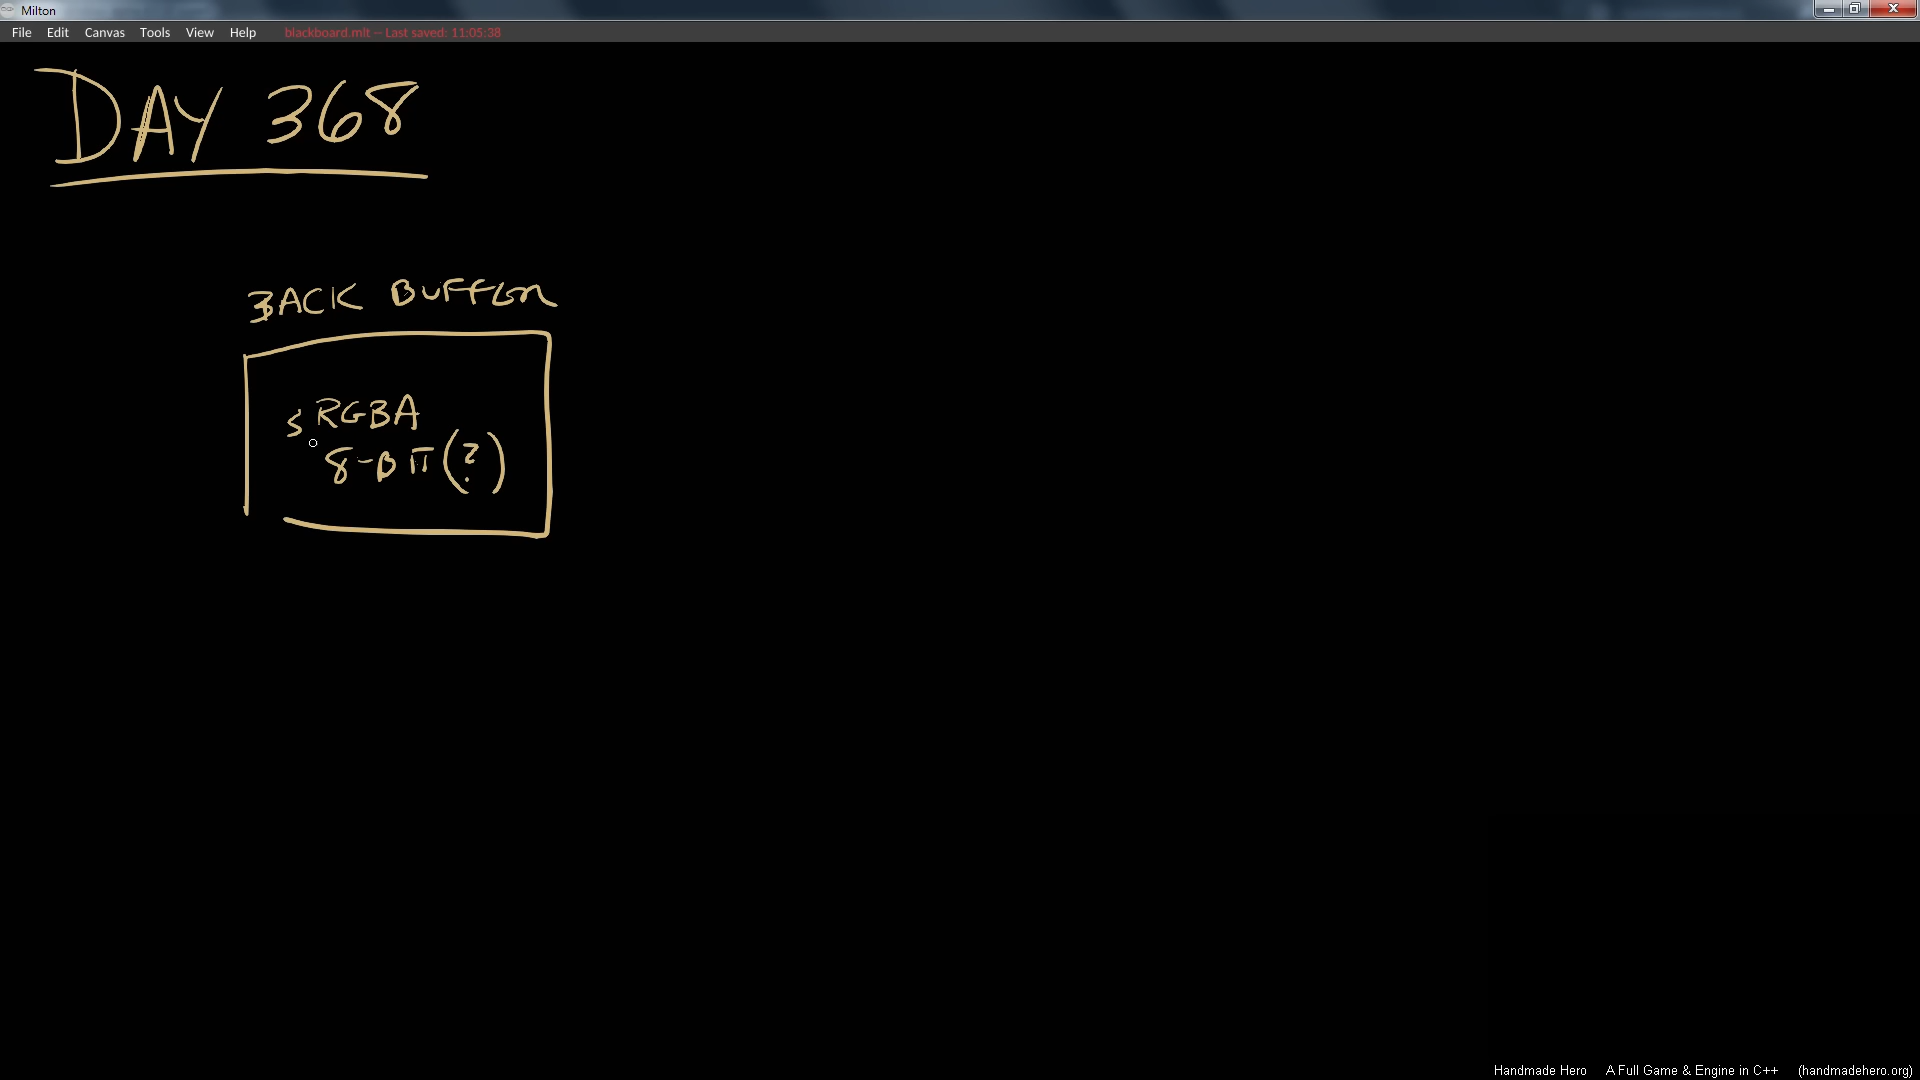 Milton
File Edit Canvas Tools View Help blackboard.mlt -- Last saved: 11:05:38
DAY 368
BACK BUFFER
sRGBA
8-BIT(?)
Handmade Hero A Full Game & Engine in C++ (handmadehero.org)